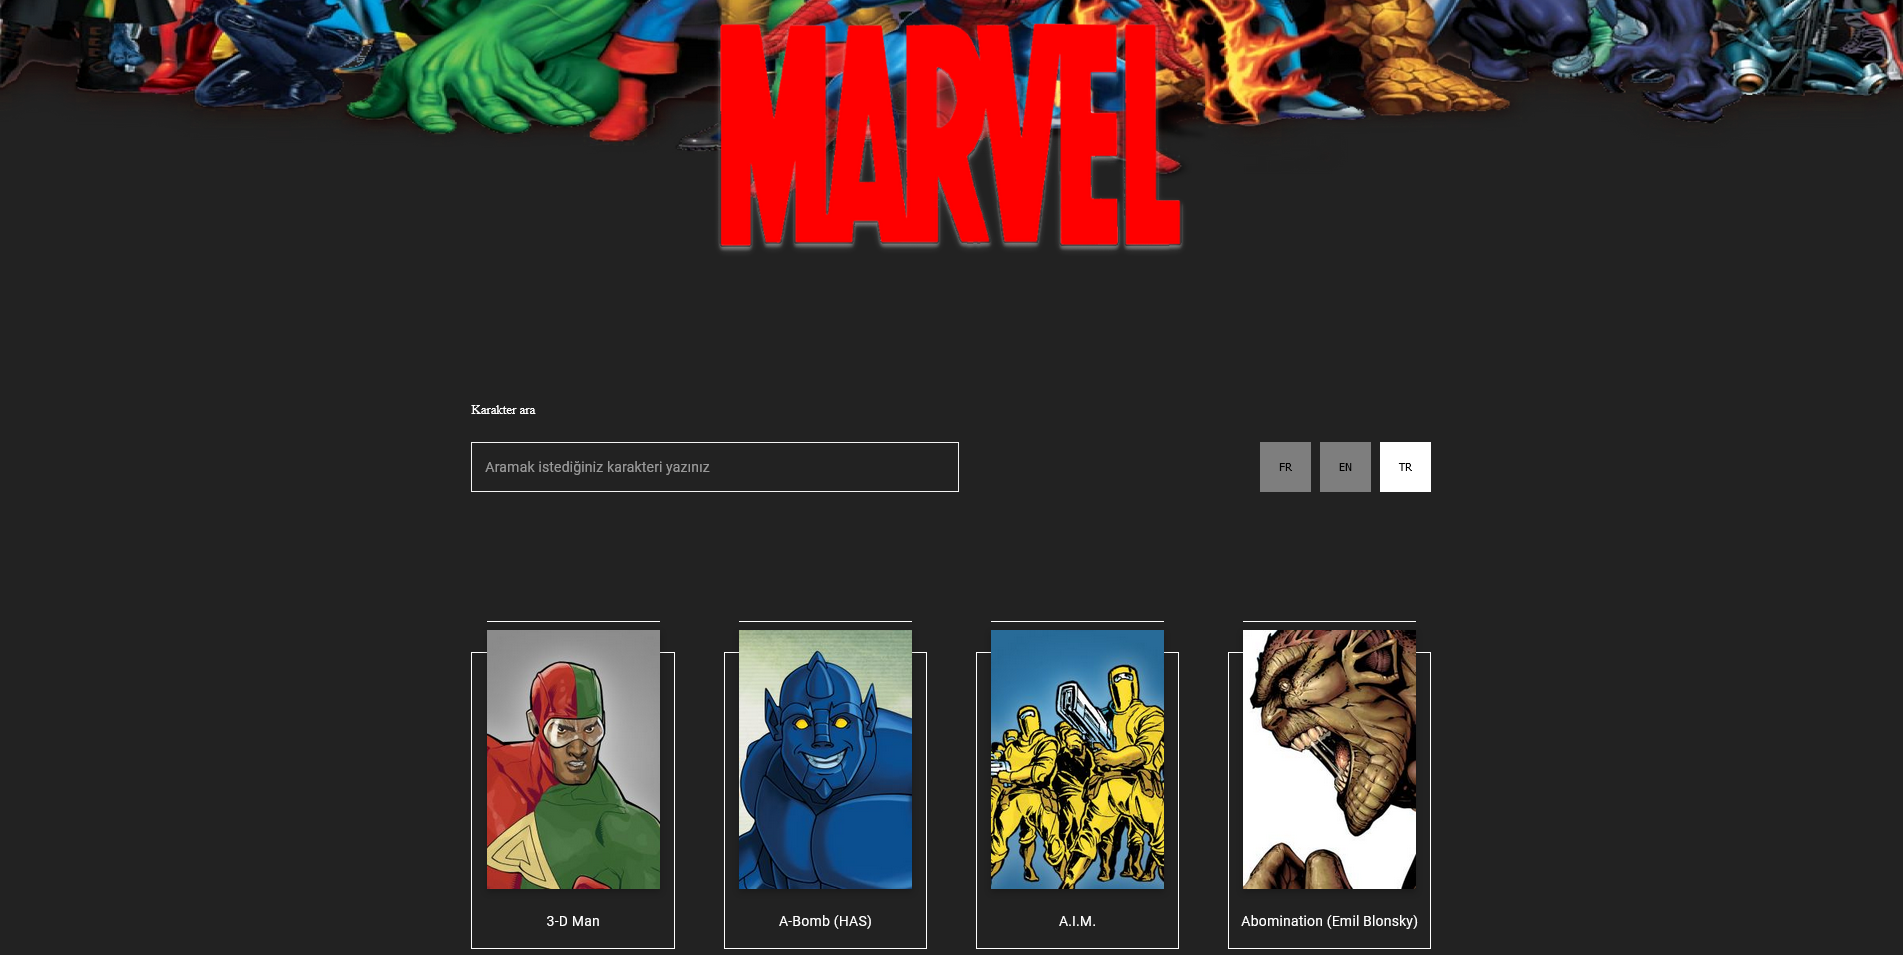 MARVEL
Karakter ara
Aramak istediğiniz karakteri yazınız
FR
EN
TR
3-D Man
A-Bomb (HAS)
A.I.M.
Abomination (Emil Blonsky)